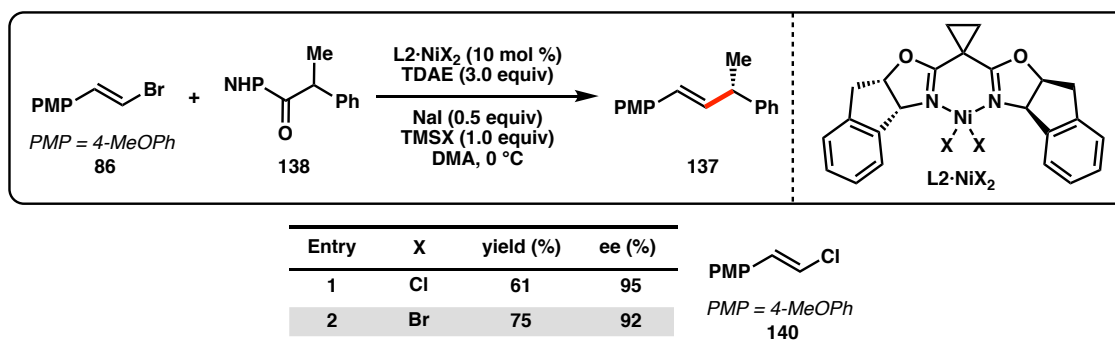 PMP
Br
PMP = 4-MeOPh
86
+
NHP
O
Me
Ph
138
L2·NiX₂ (10 mol %)
TDAE (3.0 equiv)
NaI (0.5 equiv)
TMSX (1.0 equiv)
DMA, 0 °C
PMP
Me
Ph
137
O
O
N
N
Ni
X X
L2·NiX₂
Entry X yield (%) ee (%)
1 Cl 61 95
2 Br 75 92
PMP
Cl
PMP = 4-MeOPh
140